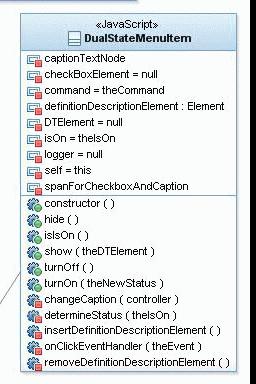 «JavaScript»
DualStateMenuItem
captionTextNode
checkBoxElement = null
command = theCommand
definitionDescriptionElement : Element
DTElement = null
isOn = theIsOn
logger = null
self = this
spanForCheckboxAndCaption
constructor ( )
hide ( )
isIsOn ( )
show ( theDTElement )
turnOff ( )
turnOn ( theNewStatus )
changeCaption ( controller )
determineStatus ( theIsOn )
insertDefinitionDescriptionElement ( )
onClickEventHandler ( theEvent )
removeDefinitionDescriptionElement ( )